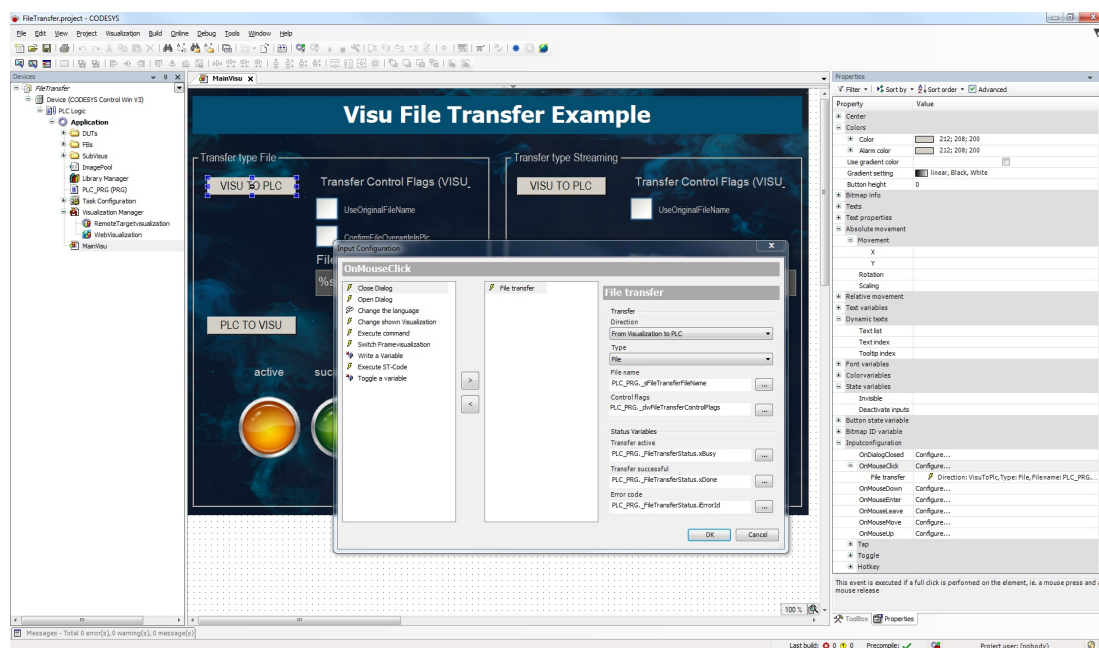 FileTransfer.project - CODESYS
File Edit View Project Visualization Build Online Debug Tools Window Help
Devices
FileTransfer
Device (CODESYS Control Win V3)
PLC Logic
Application
DUTs
FBs
SubVisus
ImagePool
Library Manager
PLC_PRG (PRG)
Task Configuration
Visualization Manager
RemoteTargetvisualization
WebVisualization
MainVisu
MainVisu X
Visu File Transfer Example
Transfer type File
VISU TO PLC
Transfer Control Flags (VISU_
UseOriginalFileName
ConfirmFileOverwriteInPlc
File
%s
PLC TO VISU
active
suc
Transfer type Streaming
VISU TO PLC
Transfer Control Flags (VISU_
UseOriginalFileName
Input Configuration
OnMouseClick
Close Dialog
Open Dialog
Change the language
Change shown Visualization
Execute command
Switch Framevisualization
Write a Variable
Execute ST-Code
Toggle a variable
>
<
File transfer
File transfer
Transfer
Direction
From Visualization to PLC
Type
File
File name
PLC_PRG._sFileTransferFileName
...
Control flags
PLC_PRG._dwFileTransferControlFlags
...
Status Variables
Transfer active
PLC_PRG._FileTransferStatus.xBusy
...
Transfer successful
PLC_PRG._FileTransferStatus.xDone
...
Error code
PLC_PRG._FileTransferStatus.iErrorId
...
OK Cancel
100 %
Properties
Filter Sort by Sort order Advanced
Property Value
Center
Colors
Color 212; 208; 200
Alarm color 212; 208; 200
Use gradient color
Gradient setting linear, Black, White
Button height 0
Bitmap info
Texts
Text properties
Absolute movement
Movement
X
Y
Rotation
Scaling
Relative movement
Text variables
Dynamic texts
Text list
Text index
Tooltip index
Font variables
Colorvariables
State variables
Invisible
Deactivate inputs
Button state variable
Bitmap ID variable
Inputconfiguration
OnDialogClosed Configure...
OnMouseClick Configure...
File transfer Direction: VisuToPlc, Type: File, Filename: PLC_PRG....
OnMouseDown Configure...
OnMouseEnter Configure...
OnMouseLeave Configure...
OnMouseMove Configure...
OnMouseUp Configure...
Tap
Toggle
Hotkey
This event is executed if a full click is performed on the element, ie. a mouse press and a
mouse release
ToolBox Properties
Messages - Total 0 error(s), 0 warning(s), 0 message(s)
Last build: 0 0 Precompile: Project user: (nobody)